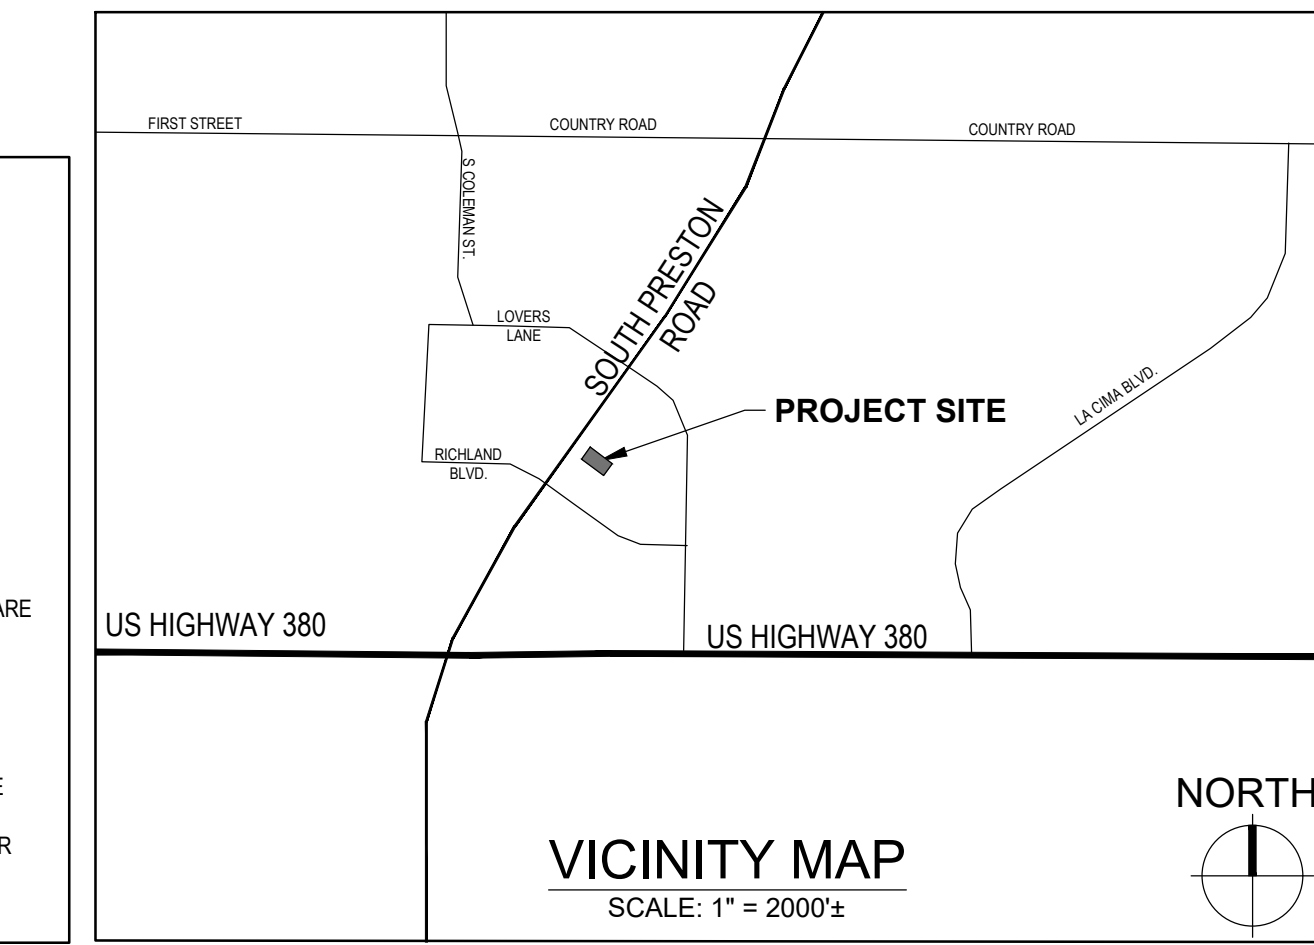 FIRST STREET
COUNTRY ROAD
COUNTRY ROAD
S COLEMAN ST.
SOUTH PRESTON
ROAD
LOVERS
LANE
PROJECT SITE
LA CIMA BLVD.
RICHLAND
BLVD.
ARE
US HIGHWAY 380
US HIGHWAY 380
E
R
NORTH
VICINITY MAP
SCALE: 1" = 2000'±